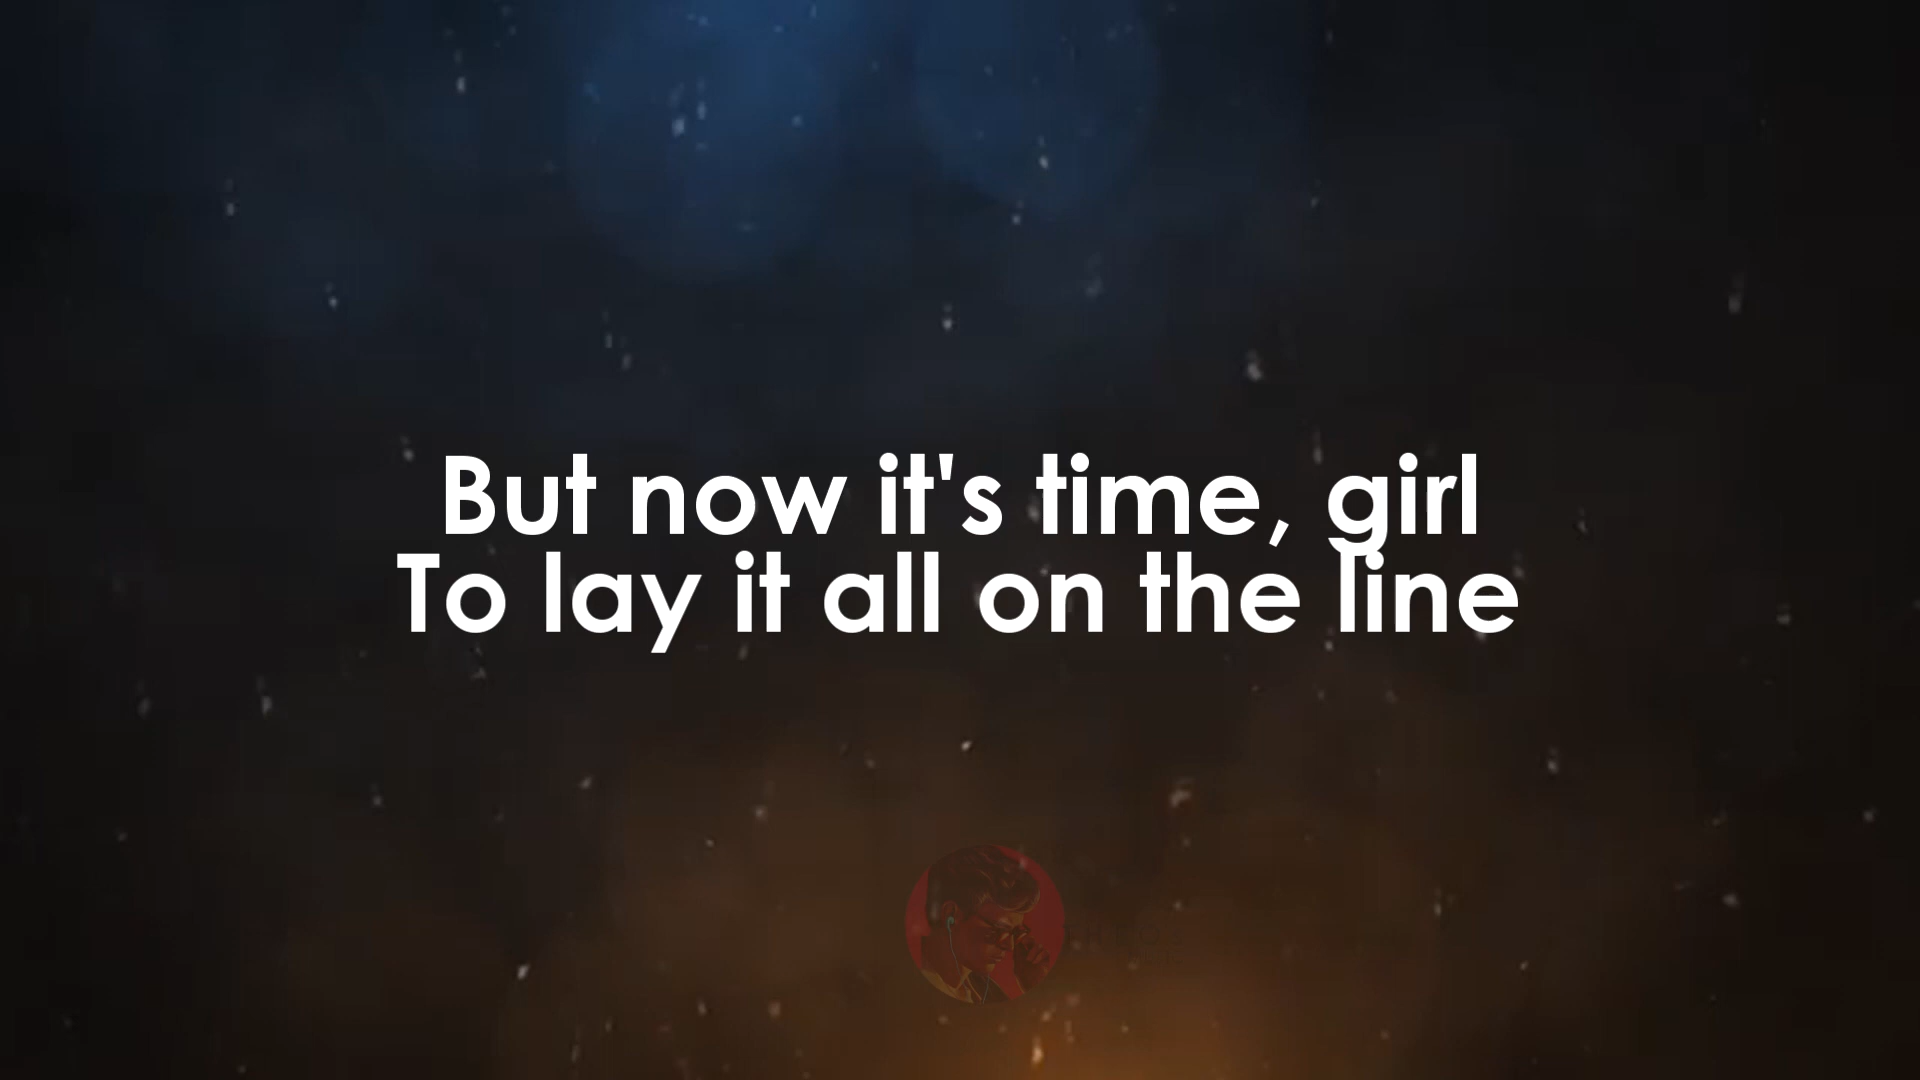 But now it's time, girl
To lay it all on the line